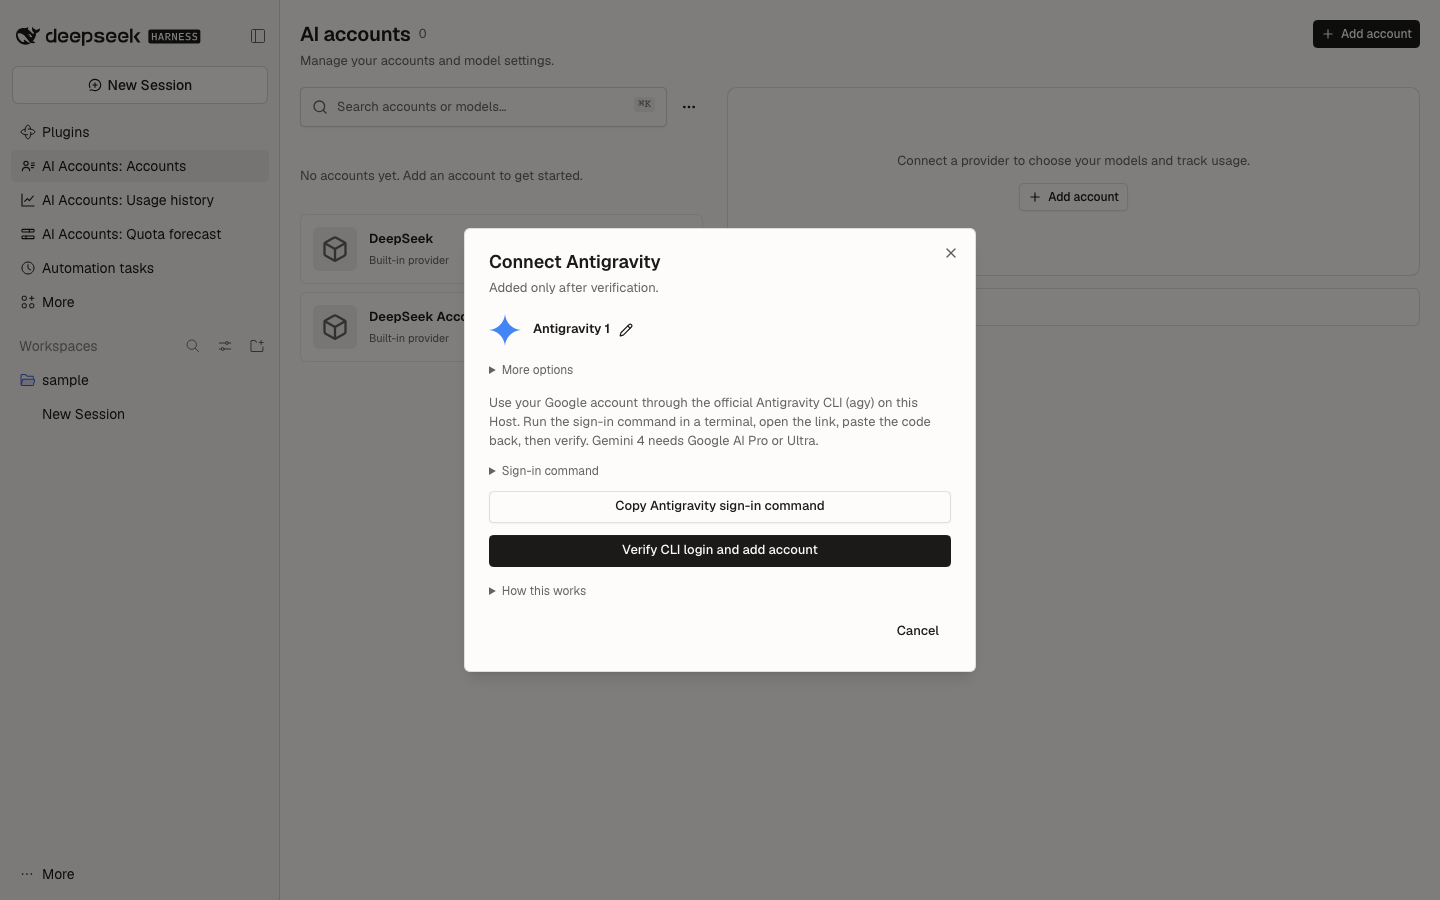 deepseek HARNESS
New Session
Plugins
AI Accounts: Accounts
AI Accounts: Usage history
AI Accounts: Quota forecast
Automation tasks
More
Workspaces
sample
New Session
More
AI accounts 0
Manage your accounts and model settings.
Add account
Search accounts or models...
⌘K
No accounts yet. Add an account to get started.
DeepSeek
Built-in provider
DeepSeek Acco
Built-in provider
Connect a provider to choose your models and track usage.
Add account
Connect Antigravity
Added only after verification.
Antigravity 1
More options
Use your Google account through the official Antigravity CLI (agy) on this
Host. Run the sign-in command in a terminal, open the link, paste the code
back, then verify. Gemini 4 needs Google AI Pro or Ultra.
Sign-in command
Copy Antigravity sign-in command
Verify CLI login and add account
How this works
Cancel